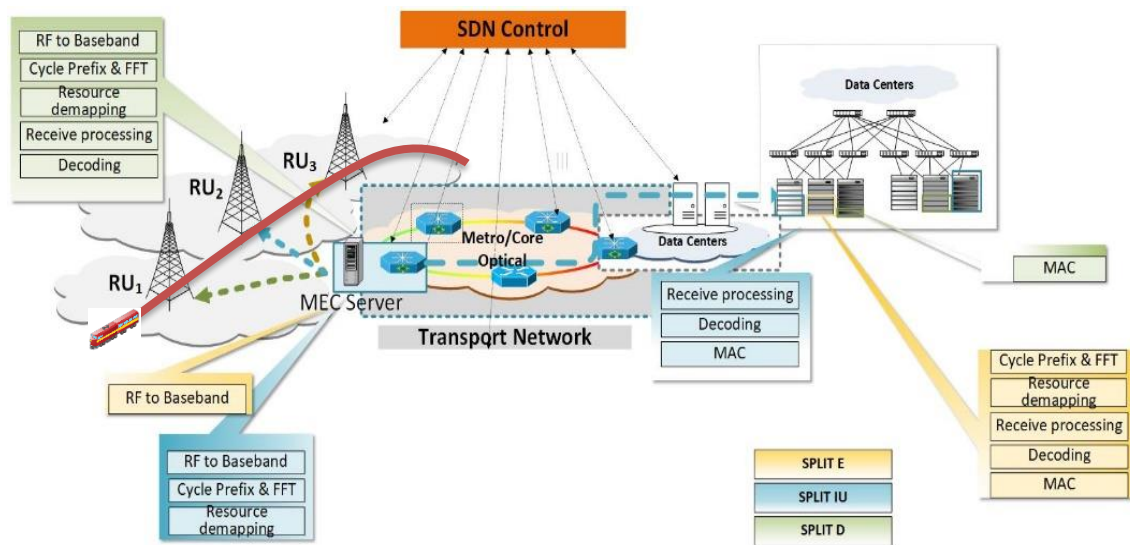 SDN Control
RF to Baseband
Cycle Prefix & FFT
Resource
demapping
Receive processing
Decoding
RU3
RU2
RU1
MEC Server
Metro/Core
Optical
Data Centers
Transport Network
Data Centers
MAC
Receive processing
Decoding
MAC
RF to Baseband
RF to Baseband
Cycle Prefix & FFT
Resource
demapping
Cycle Prefix & FFT
Resource
demapping
Receive processing
Decoding
MAC
SPLIT E
SPLIT IU
SPLIT D